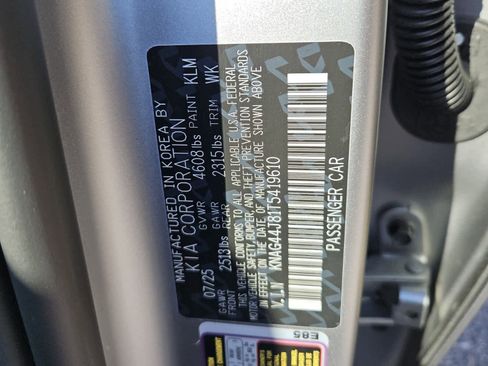 MANUFACTURED IN KOREA BY
KIA CORPORATION
07/25 GVWR 4608lbs PAINT KLM
GAWR FRONT 2513lbs GAWR REAR 2315lbs TRIM WK
THIS VEHICLE CONFORMS TO ALL APPLICABLE U.S.A. FEDERAL
MOTOR VEHICLE SAFETY, BUMPER, AND THEFT PREVENTION STANDARDS
IN EFFECT ON THE DATE OF MANUFACTURE SHOWN ABOVE
V.I.N KNAG44J81T5419610
PASSENGER CAR
E85